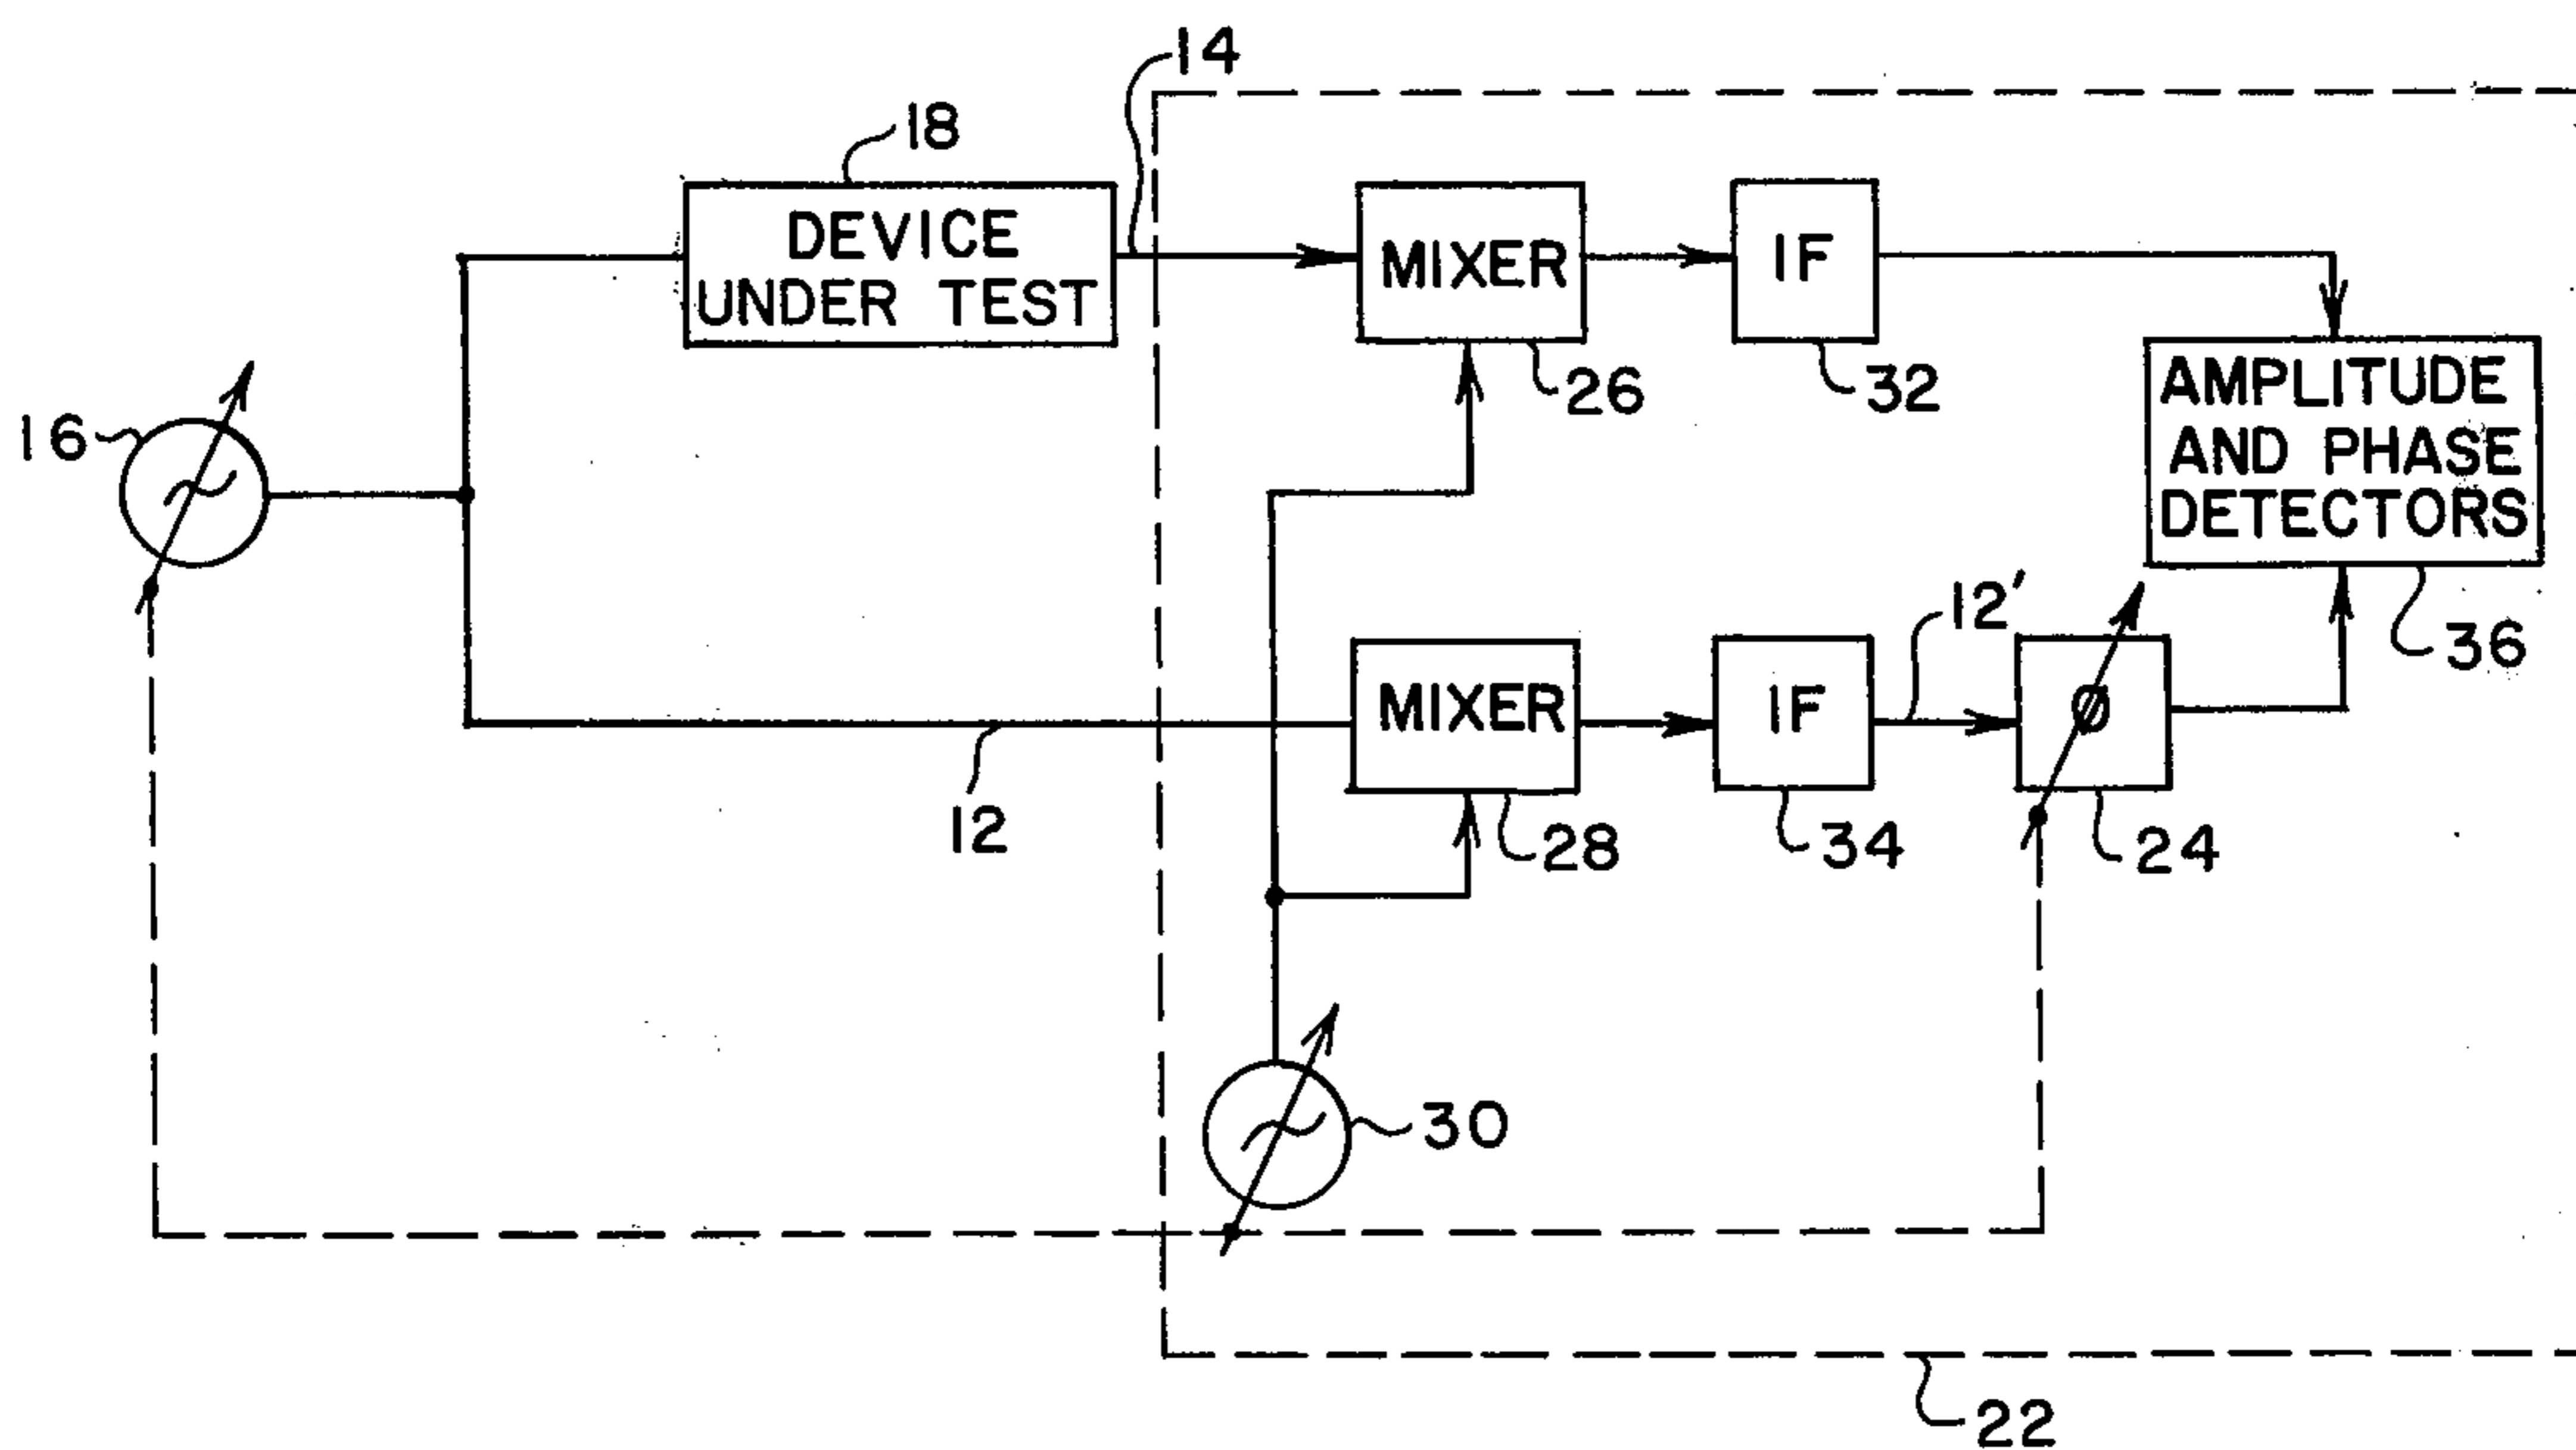 14
18
DEVICE
UNDER TEST
MIXER
IF
16
26
32
AMPLITUDE
AND PHASE
DETECTORS
12'
36
MIXER
IF
Ø
12
28
34
24
30
22